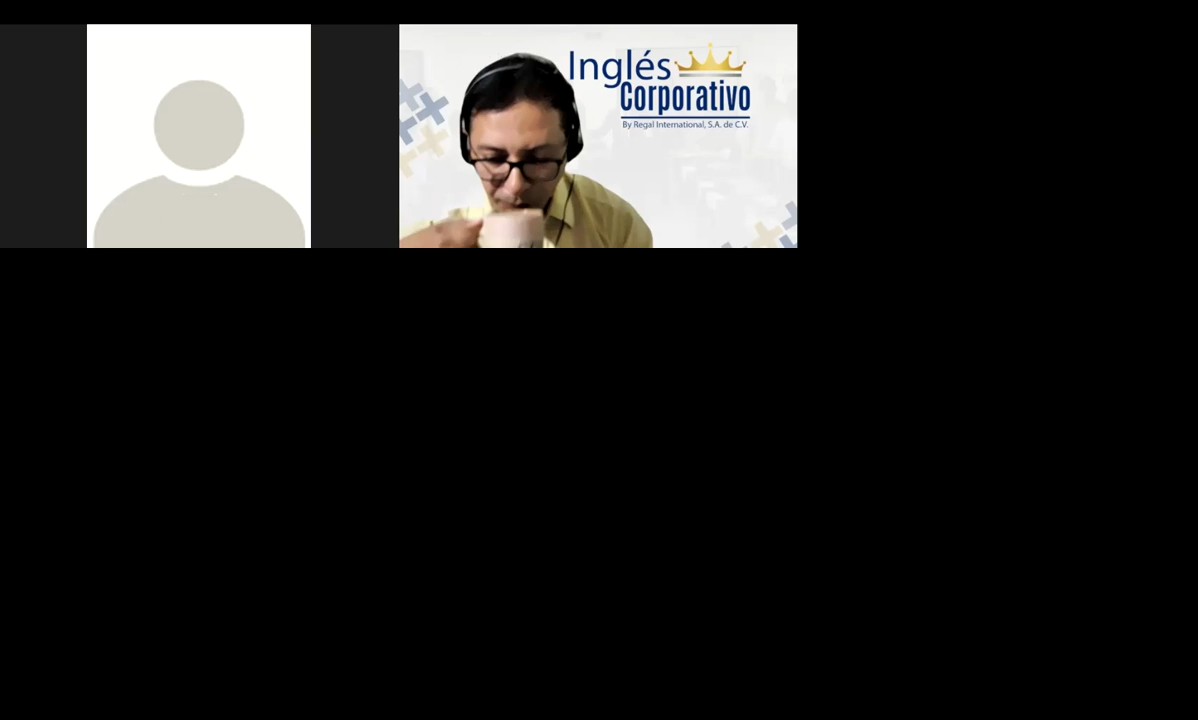 Inglés
Corporativo
By Regal International, S.A. de C.V.